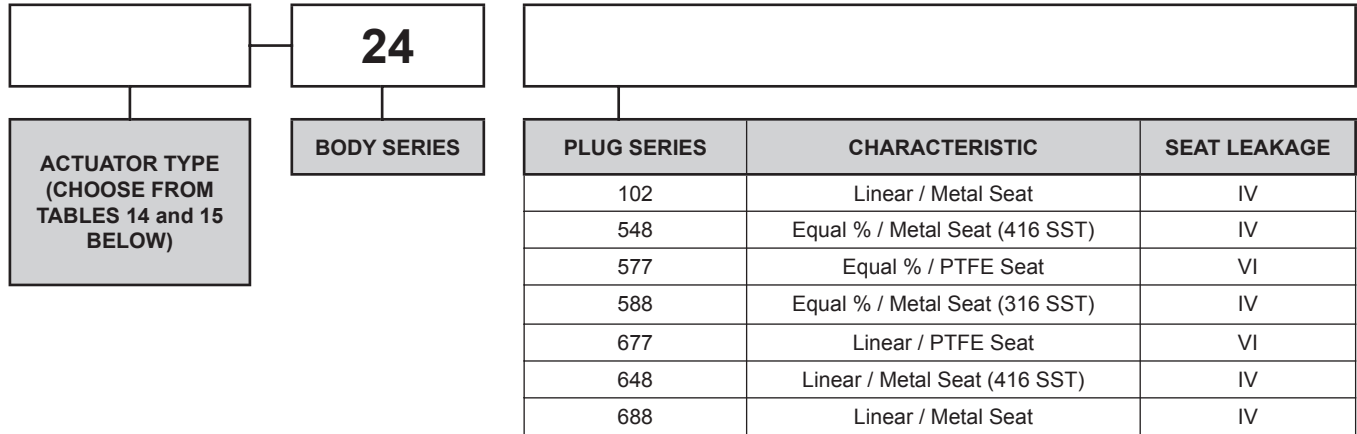 24
ACTUATOR TYPE
(CHOOSE FROM
TABLES 14 and 15
BELOW)
BODY SERIES
PLUG SERIES CHARACTERISTIC SEAT LEAKAGE
102 Linear / Metal Seat IV
548 Equal % / Metal Seat (416 SST) IV
577 Equal % / PTFE Seat VI
588 Equal % / Metal Seat (316 SST) IV
677 Linear / PTFE Seat VI
648 Linear / Metal Seat (416 SST) IV
688 Linear / Metal Seat IV